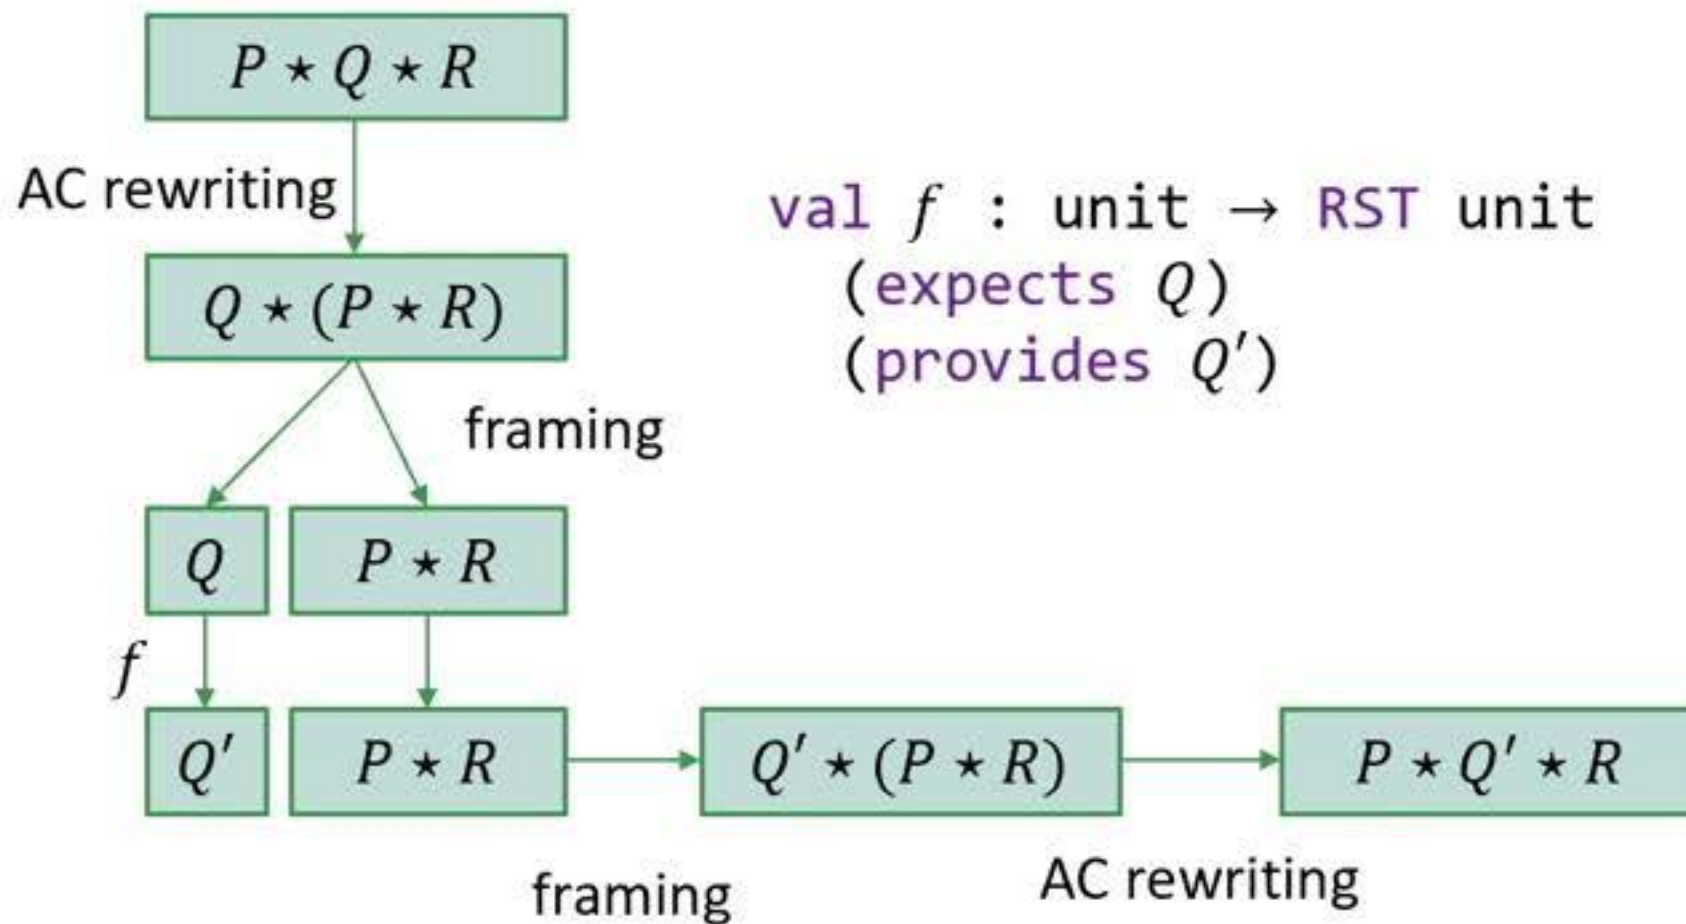 P ⋆ Q ⋆ R
AC rewriting
Q ⋆ (P ⋆ R)
framing
Q
P ⋆ R
f
Q′
P ⋆ R
Q′ ⋆ (P ⋆ R)
P ⋆ Q′ ⋆ R
framing
AC rewriting
val f : unit → RST unit
(expects Q)
(provides Q′)